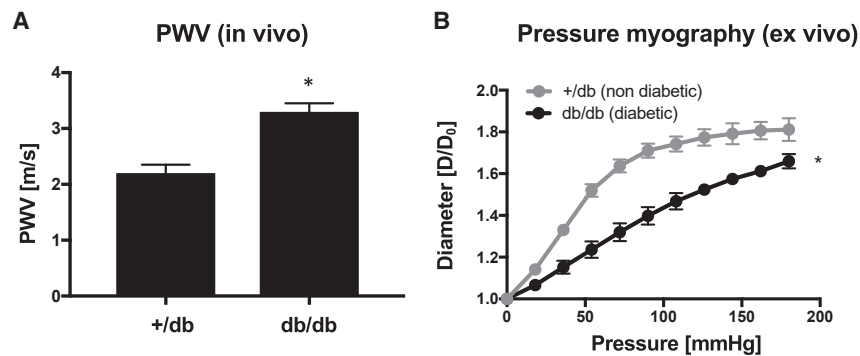 A
PWV (in vivo)
PWV [m/s]
4
3
2
1
0
*
+/db
db/db
B
Pressure myography (ex vivo)
+/db (non diabetic)
db/db (diabetic)
Diameter [D/D₀]
2.0
1.8
1.6
1.4
1.2
1.0
*
0
50
100
150
200
Pressure [mmHg]